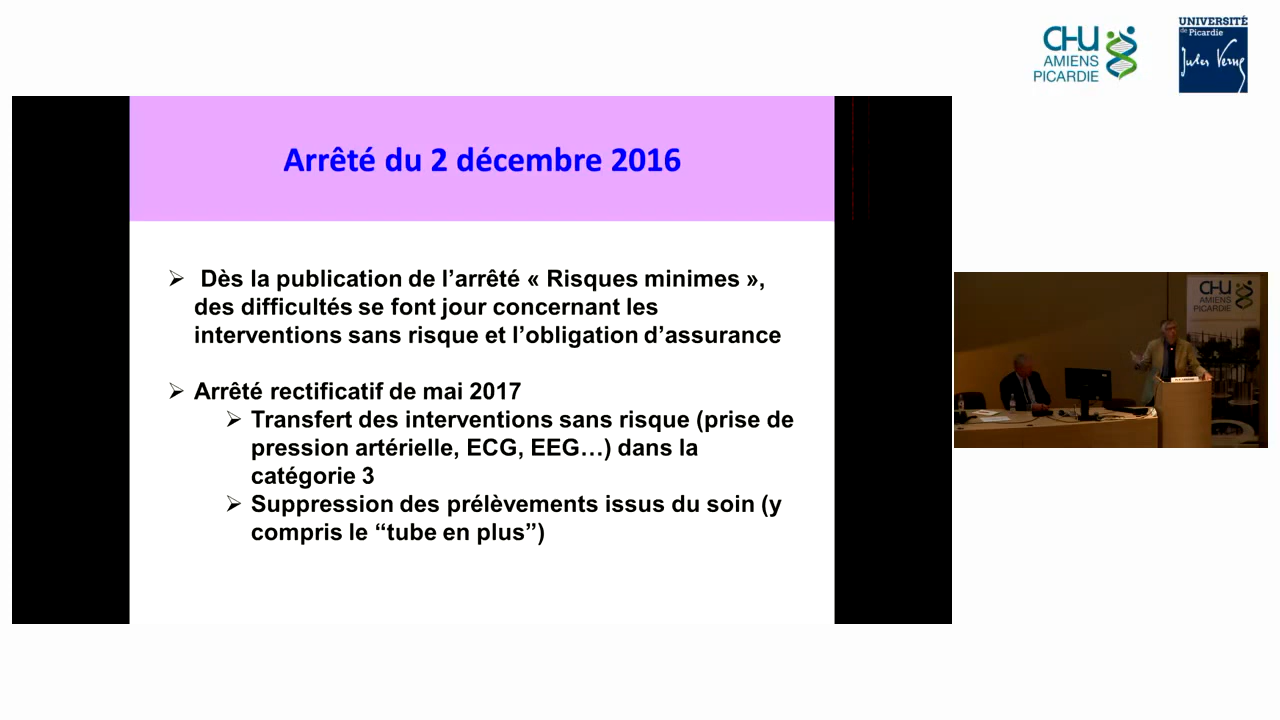 CHU
AMIENS
PICARDIE
UNIVERSITÉ
de Picardie
Jules Verne
Arrêté du 2 décembre 2016
➢ Dès la publication de l’arrêté « Risques minimes »,
des difficultés se font jour concernant les
interventions sans risque et l’obligation d’assurance
➢ Arrêté rectificatif de mai 2017
➢ Transfert des interventions sans risque (prise de
pression artérielle, ECG, EEG…) dans la
catégorie 3
➢ Suppression des prélèvements issus du soin (y
compris le “tube en plus”)
CHU
AMIENS
PICARDIE